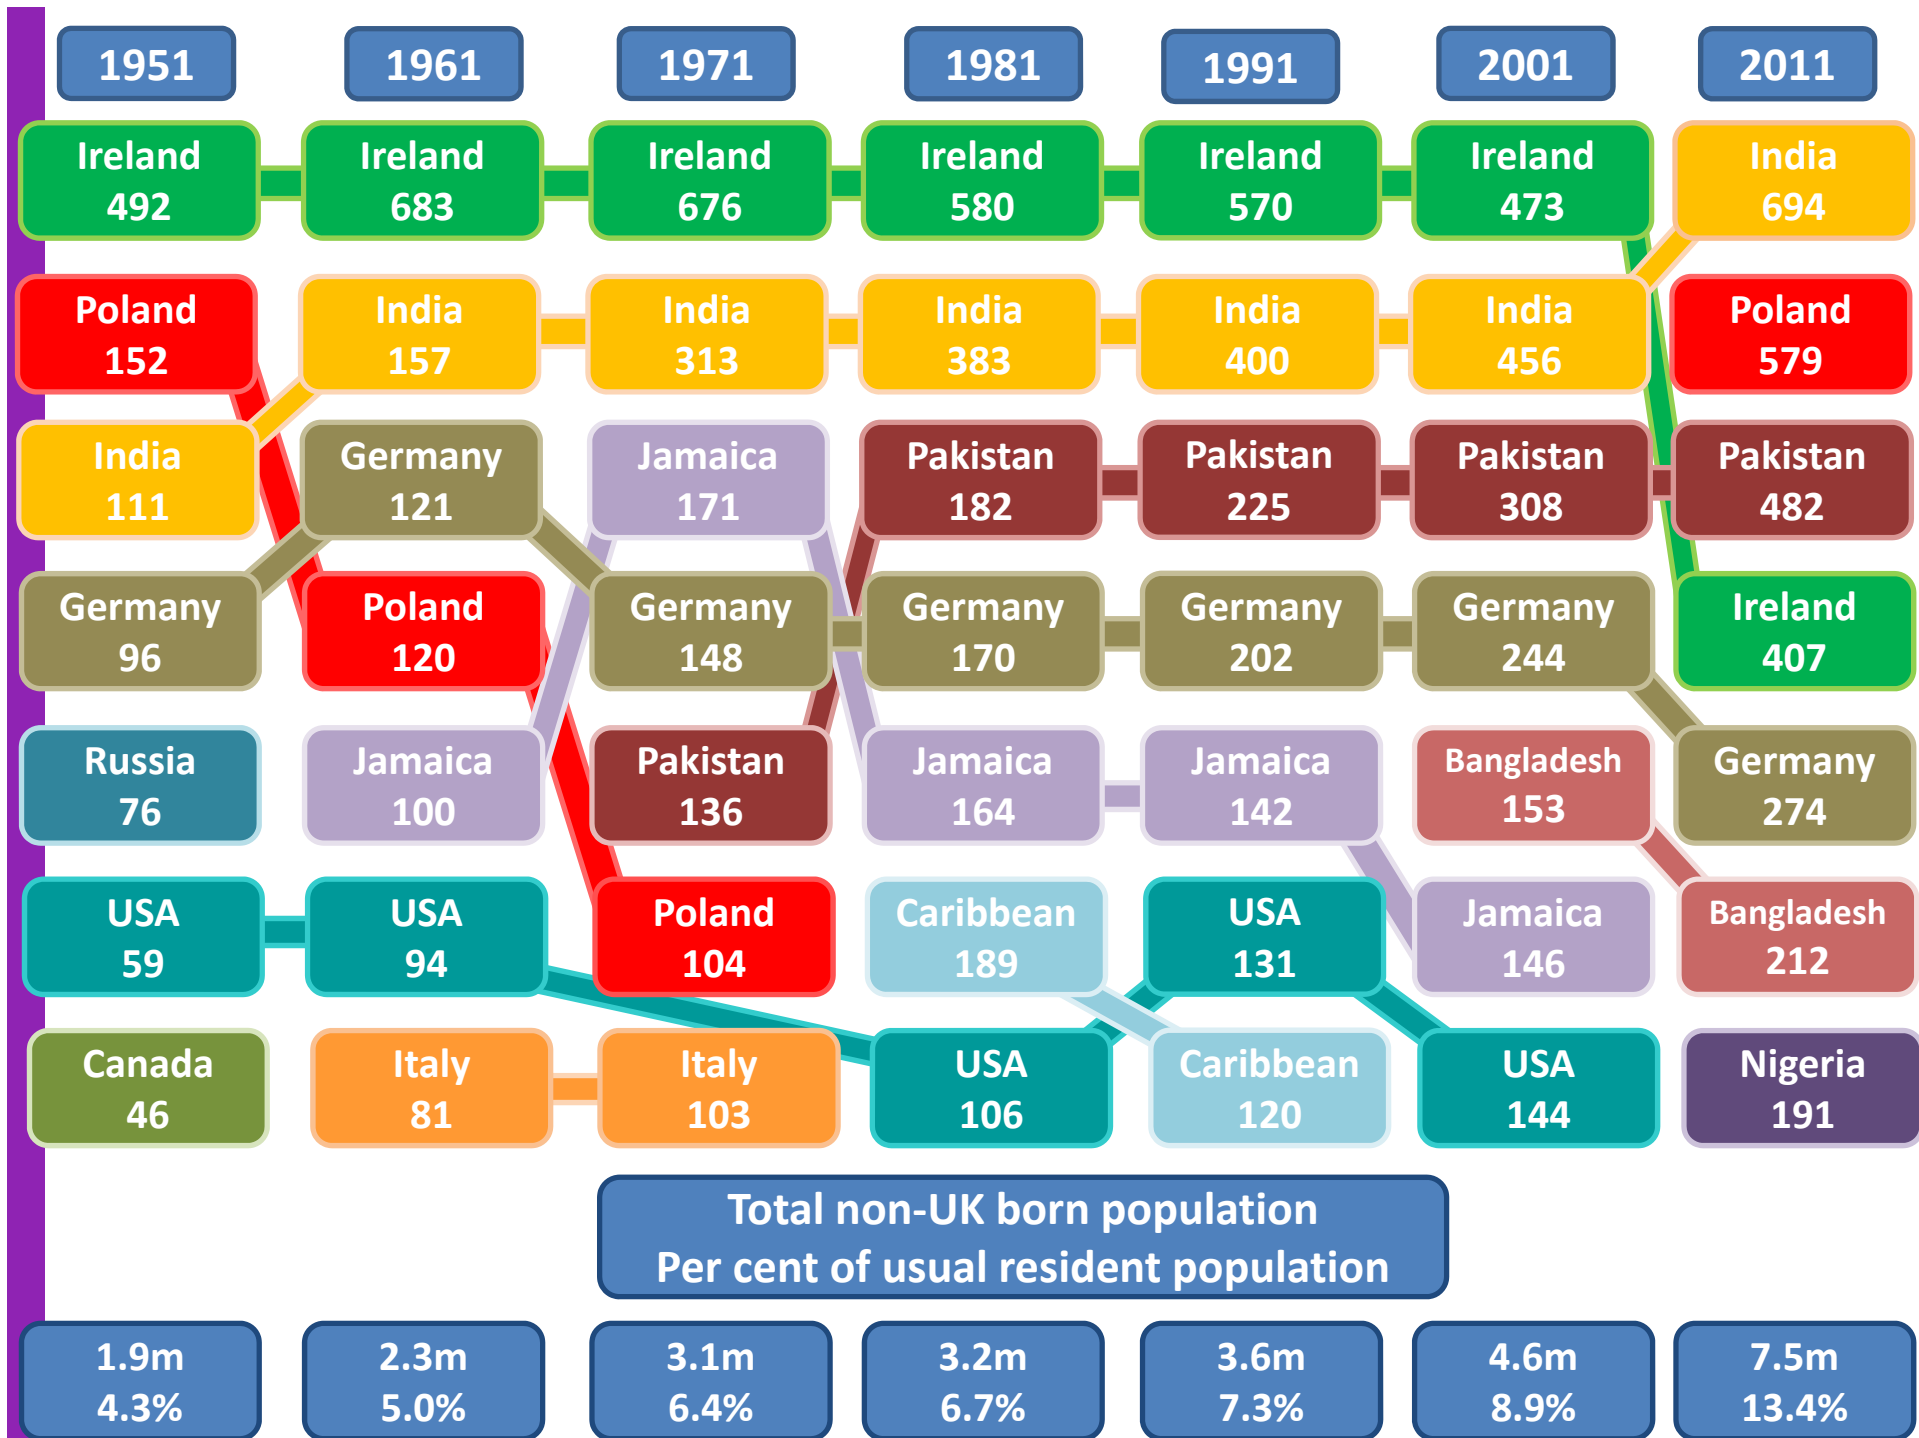 1951
1961
1971
1981
1991
2001
2011
Ireland
492
Ireland
683
Ireland
676
Ireland
580
Ireland
570
Ireland
473
India
694
Poland
152
India
157
India
313
India
383
India
400
India
456
Poland
579
India
111
Germany
121
Jamaica
171
Pakistan
182
Pakistan
225
Pakistan
308
Pakistan
482
Germany
96
Poland
120
Germany
148
Germany
170
Germany
202
Germany
244
Ireland
407
Russia
76
Jamaica
100
Pakistan
136
Jamaica
164
Jamaica
142
Bangladesh
153
Germany
274
USA
59
USA
94
Poland
104
Caribbean
189
USA
131
Jamaica
146
Bangladesh
212
Canada
46
Italy
81
Italy
103
USA
106
Caribbean
120
USA
144
Nigeria
191
Total non-UK born population
Per cent of usual resident population
1.9m
4.3%
2.3m
5.0%
3.1m
6.4%
3.2m
6.7%
3.6m
7.3%
4.6m
8.9%
7.5m
13.4%